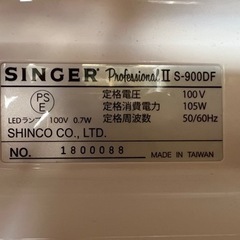 SINGER Professional II S-900DF
PS
E
定格電圧 100V
定格消費電力 105W
LEDランプ 100V 0.7W 定格周波数 50/60Hz
SHINCO CO., LTD.
NO. 1800088 MADE IN TAIWAN